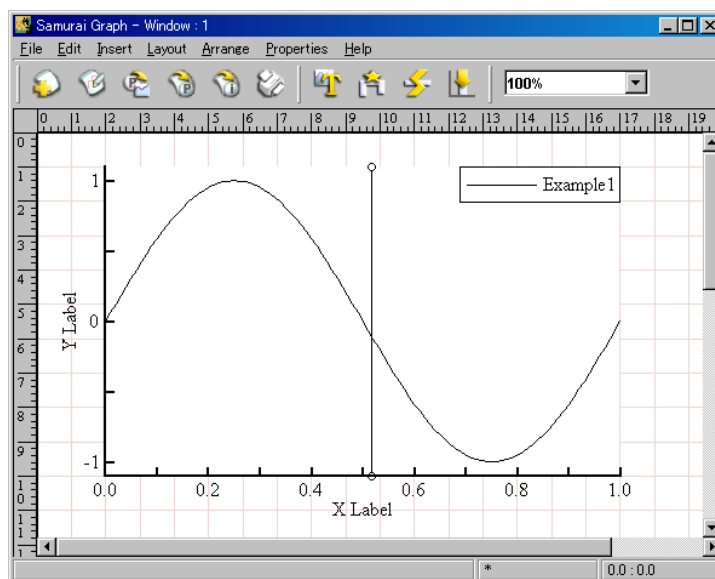 Samurai Graph - Window : 1
File Edit Insert Layout Arrange Properties Help
P P I T 100%
0 1 2 3 4 5 6 7 8 9 10 11 12 13 14 15 16 17 18 19
0
1
2
3
4
5
6
7
8
9
10
11
1
Example1
1
0
-1
Y Label
0.0 0.2 0.4 0.6 0.8 1.0
X Label
* 0.0 : 0.0